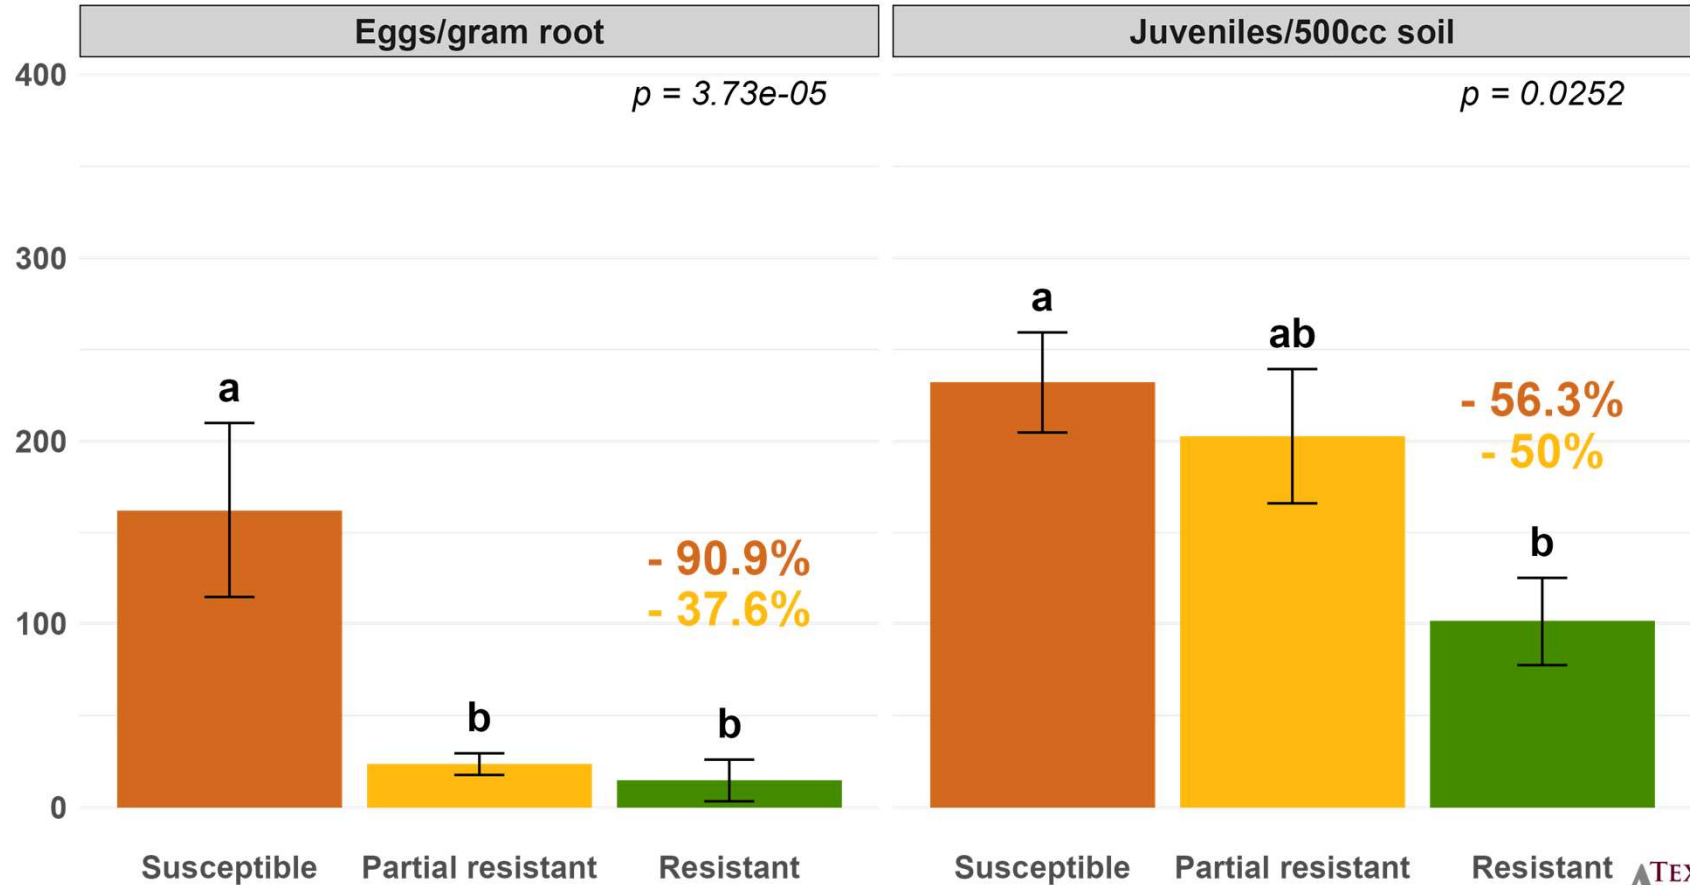 Eggs/gram root
Juveniles/500cc soil
400
p = 3.73e-05
p = 0.0252
300
a
ab
a
- 56.3%
- 50%
200
- 90.9%
- 37.6%
b
100
b
b
0
Susceptible Partial resistant Resistant
Susceptible Partial resistant Resistant